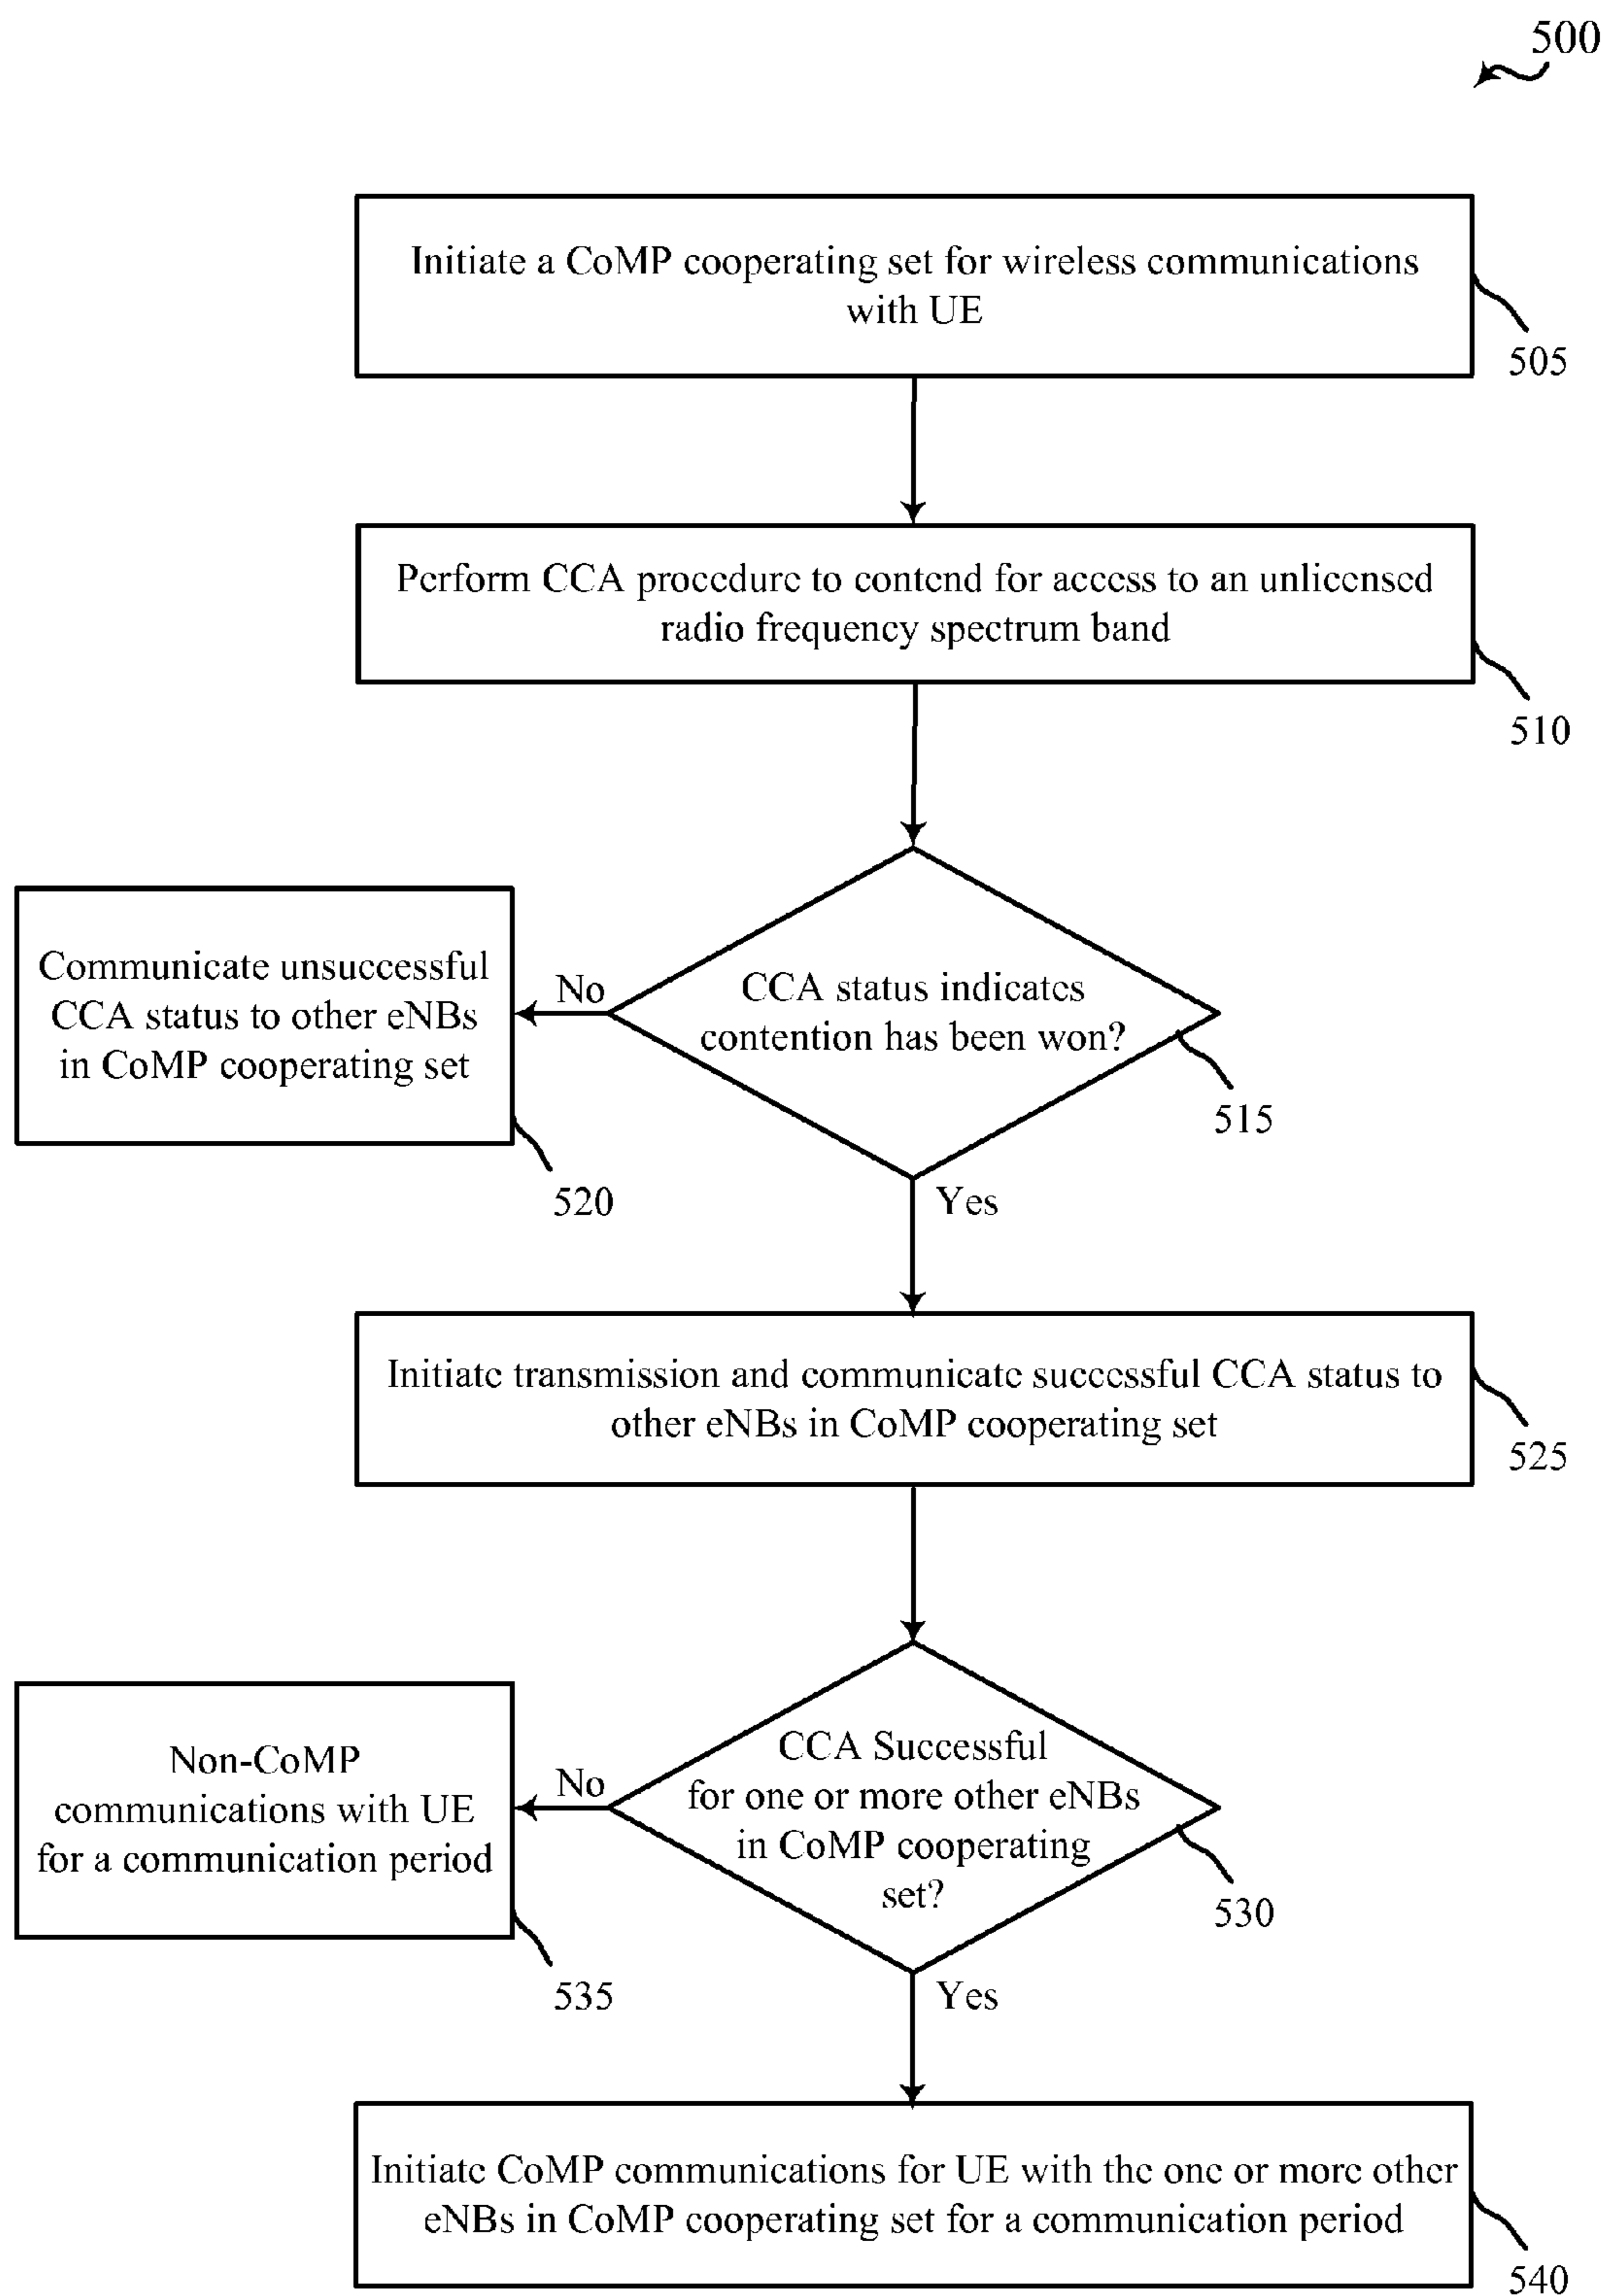 500
Initiate a CoMP cooperating set for wireless communications
with UE
505
Perform CCA procedure to contend for access to an unlicensed
radio frequency spectrum band
510
CCA status indicates
contention has been won?
515
No
Communicate unsuccessful
CCA status to other eNBs
in CoMP cooperating set
520
Yes
Initiate transmission and communicate successful CCA status to
other eNBs in CoMP cooperating set
525
CCA Successful
for one or more other eNBs
in CoMP cooperating
set?
530
No
Non-CoMP
communications with UE
for a communication period
535
Yes
Initiate CoMP communications for UE with the one or more other
eNBs in CoMP cooperating set for a communication period
540